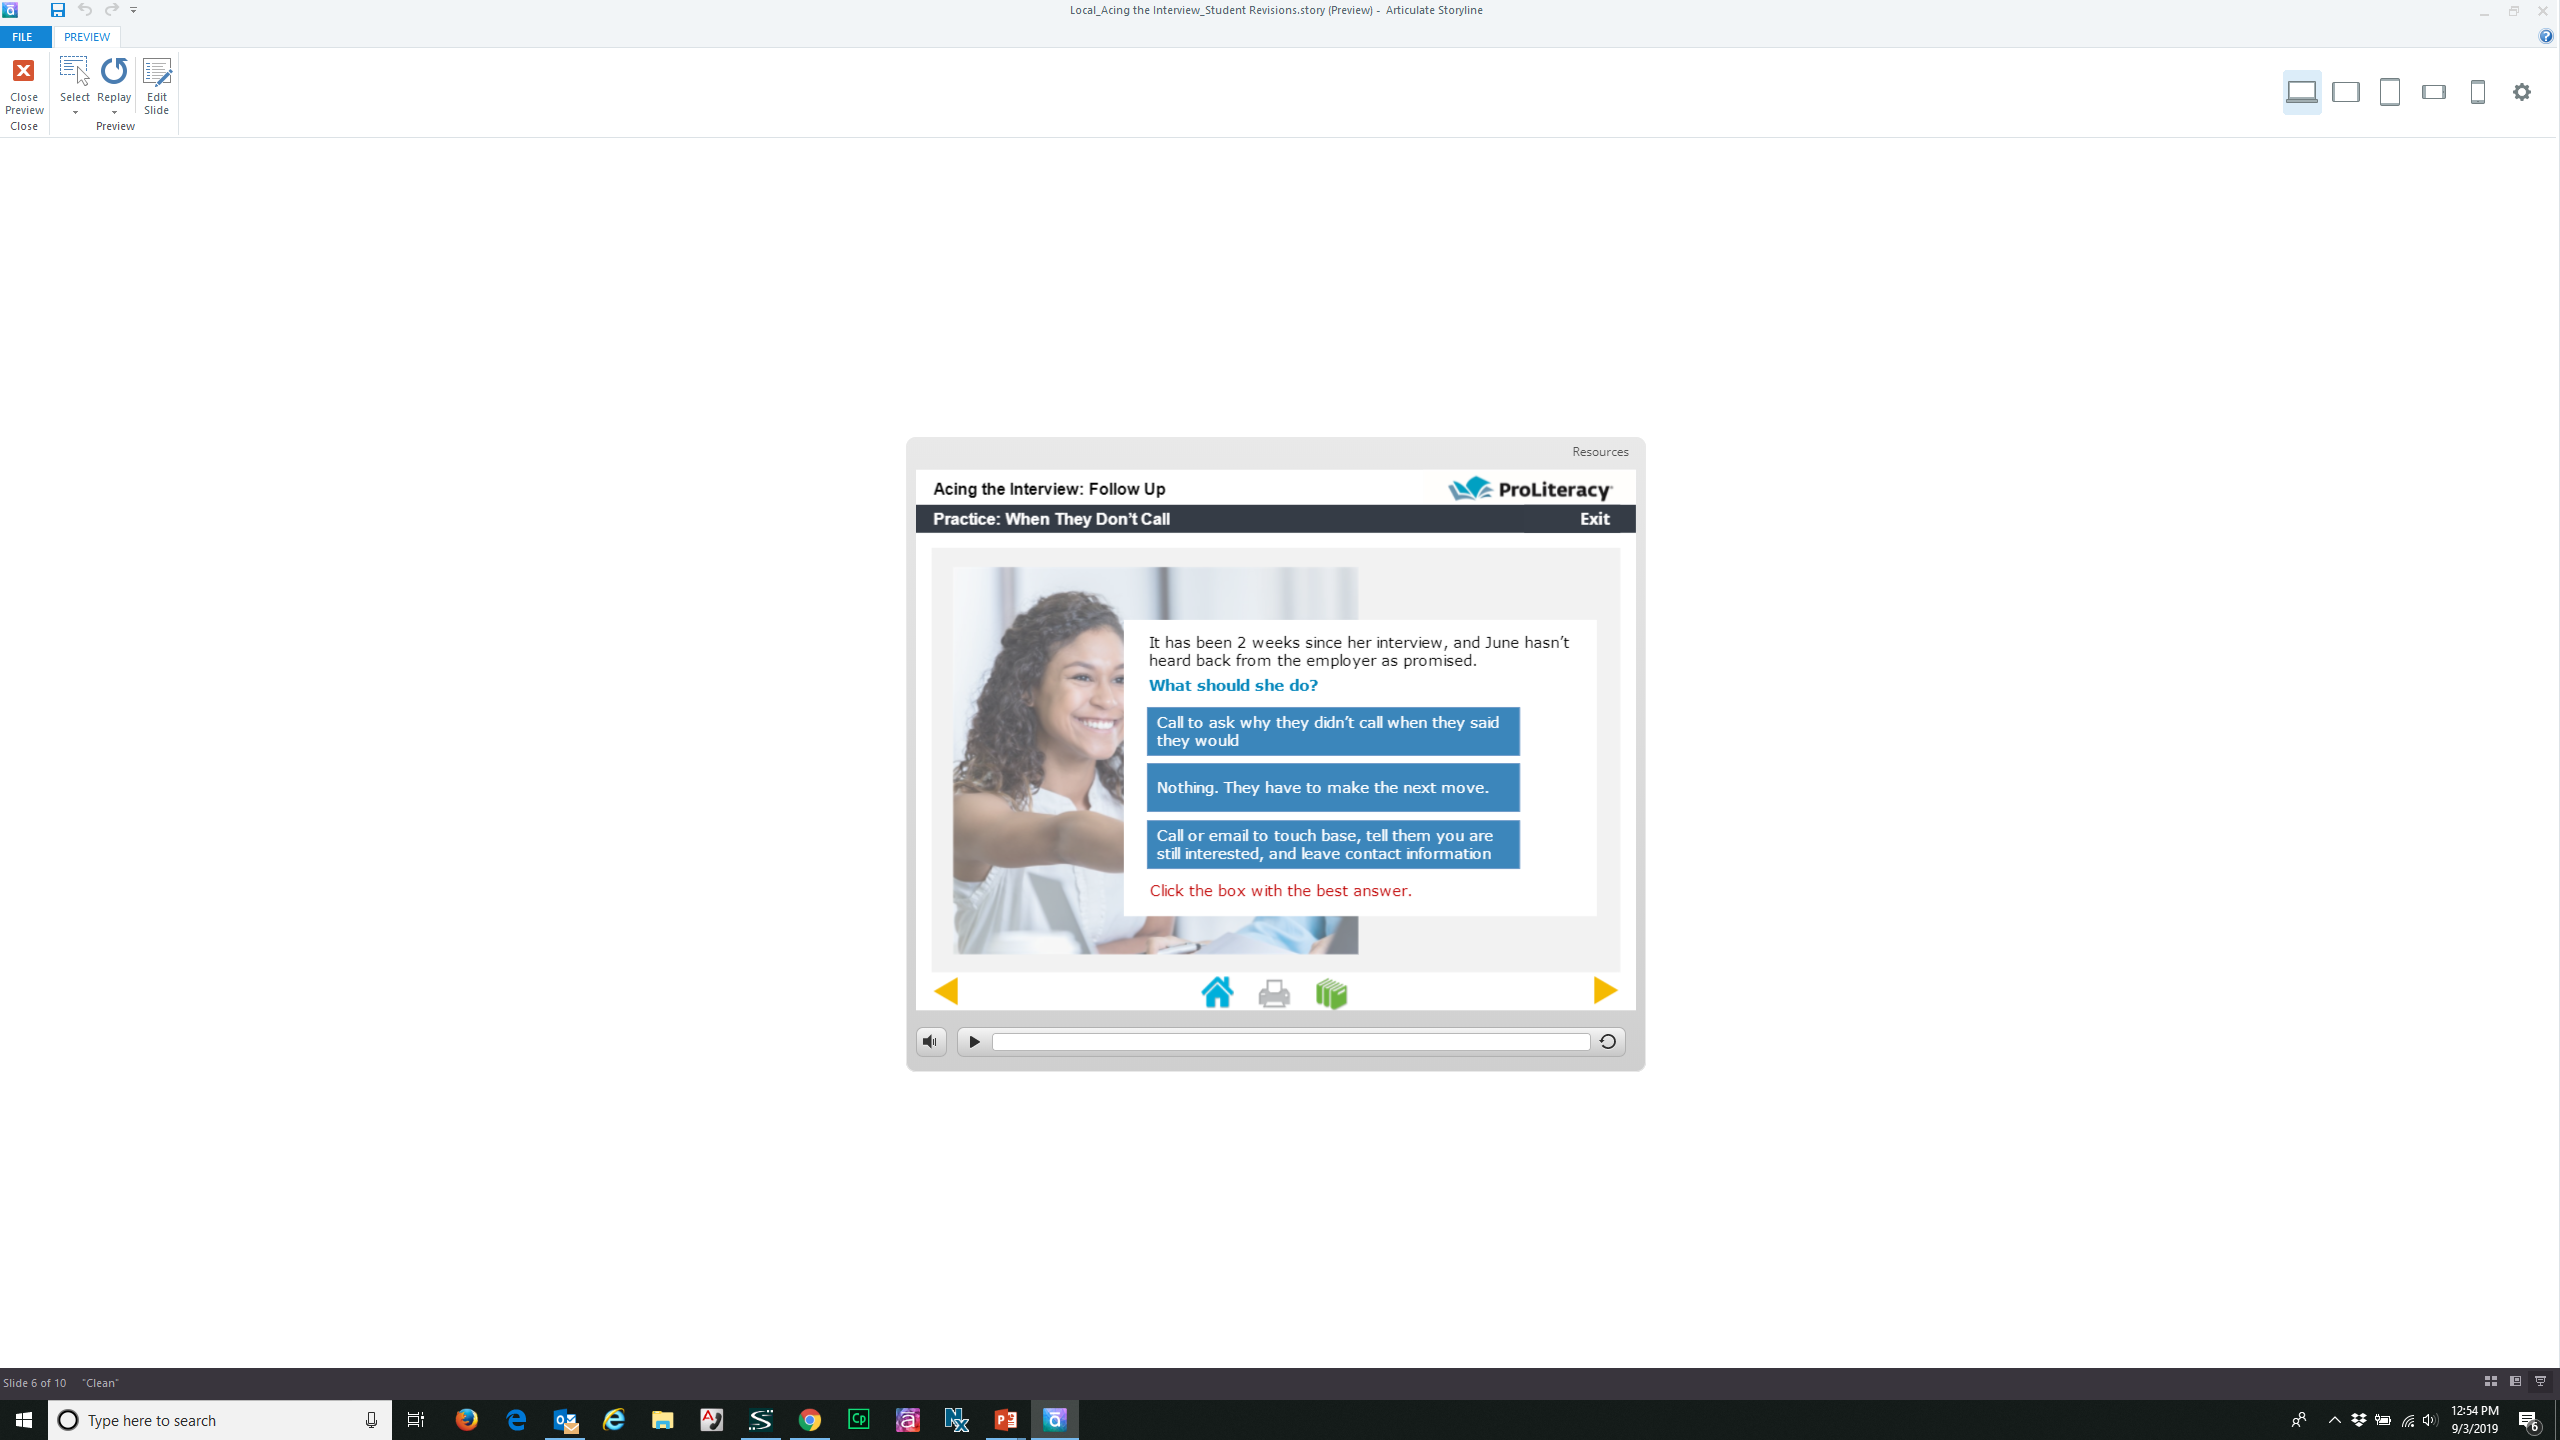 Local_Acing the Interview_Student Revisions.story (Preview) - Articulate Storyline
FILE
PREVIEW
Close Preview
Select
Replay
Edit Slide
Close
Preview
Resources
Acing the Interview: Follow Up
ProLiteracy
Practice: When They Don’t Call
Exit
It has been 2 weeks since her interview, and June hasn’t
heard back from the employer as promised.
What should she do?
Call to ask why they didn’t call when they said
they would
Nothing. They have to make the next move.
Call or email to touch base, tell them you are
still interested, and leave contact information
Click the box with the best answer.
Slide 6 of 10 "Clean"
Type here to search
12:54 PM
9/3/2019
6